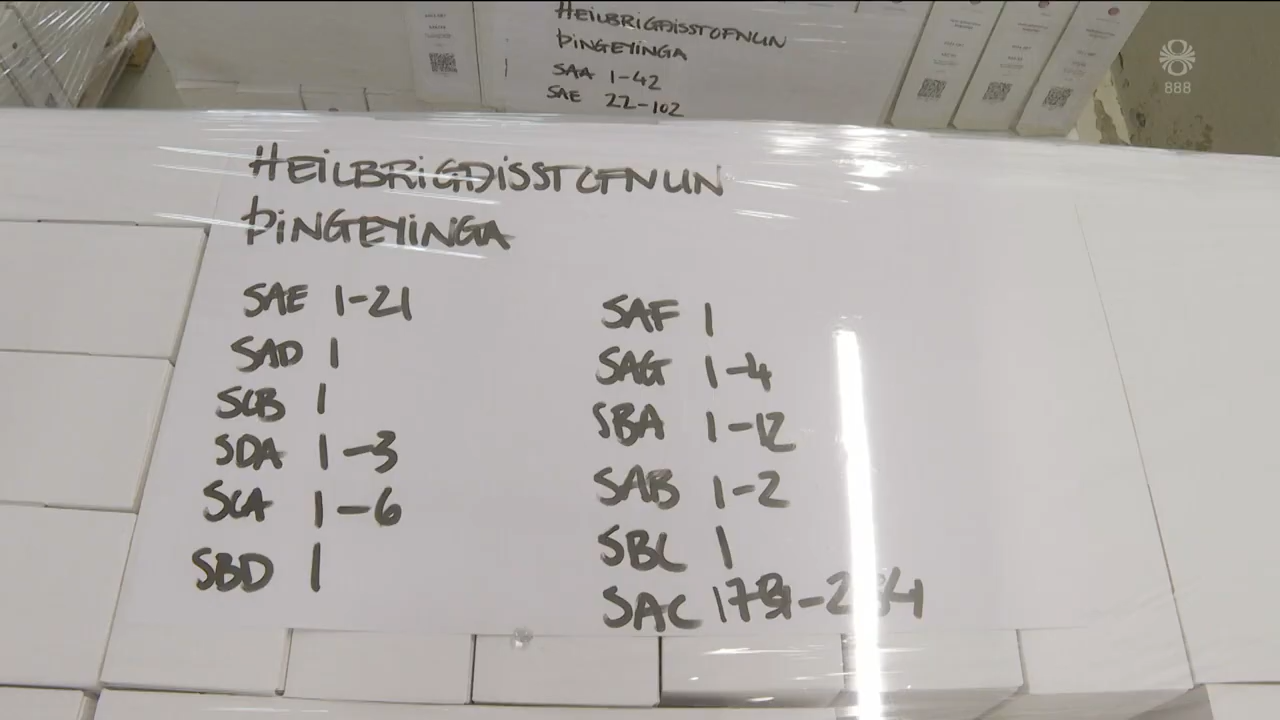 HEILBRIGÐISSTOFNUN
ÞINGEYINGA
SAA 1-42
SAE 22-102
888
HEILBRIGÐISSTOFNUN
ÞINGEYINGA
SAE 1-21
SAD 1
SCB 1
SDA 1-3
SCA 1-6
SBD 1
SAF 1
SAG 1-4
SBA 1-12
SAB 1-2
SBC 1
SAC